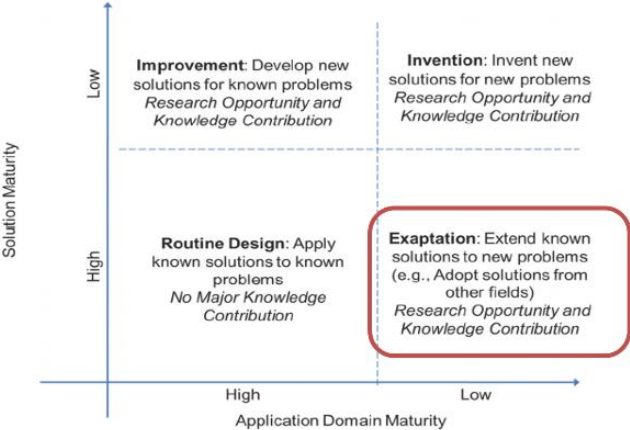 Improvement: Develop new
solutions for known problems
Research Opportunity and
Knowledge Contribution
Invention: Invent new
solutions for new problems
Research Opportunity and
Knowledge Contribution
Low
Solution Maturity
High
Routine Design: Apply
known solutions to known
problems
No Major Knowledge
Contribution
Exaptation: Extend known
solutions to new problems
(e.g., Adopt solutions from
other fields)
Research Opportunity and
Knowledge Contribution
High
Low
Application Domain Maturity